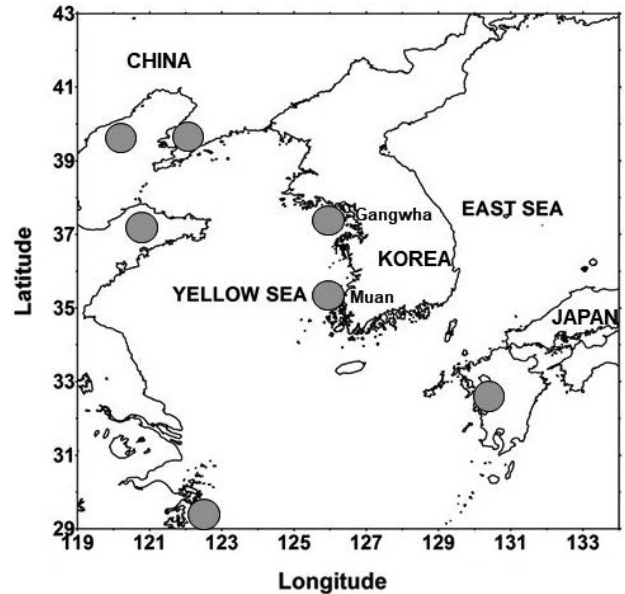 43
CHINA
41
39
Gangwha
EAST SEA
37
KOREA
Latitude
YELLOW SEA
Muan
35
JAPAN
33
31
29
119 121 123 125 127 129 131 133
Longitude